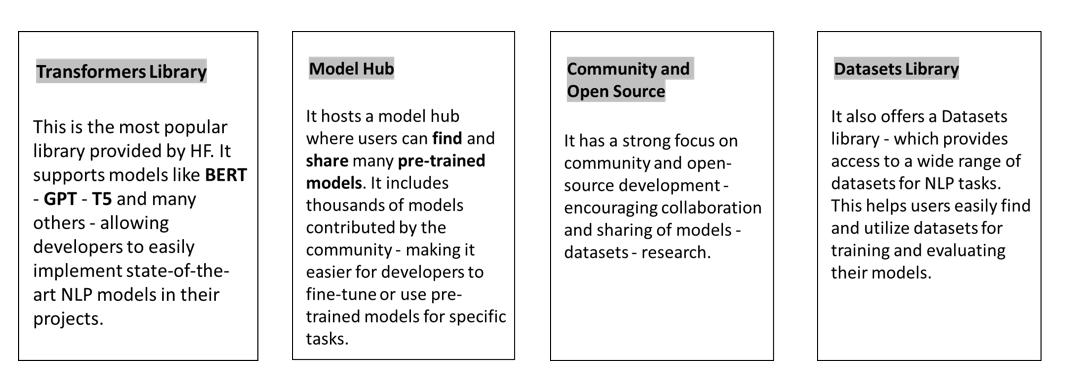 Transformers Library
This is the most popular
library provided by HF. It
supports models like BERT
- GPT - T5 and many
others - allowing
developers to easily
implement state-of-the-
art NLP models in their
projects.
Model Hub
It hosts a model hub
where users can find and
share many pre-trained
models. It includes
thousands of models
contributed by the
community - making it
easier for developers to
fine-tune or use pre-
trained models for specific
tasks.
Community and
Open Source
It has a strong focus on
community and open-
source development -
encouraging collaboration
and sharing of models -
datasets - research.
Datasets Library
It also offers a Datasets
library - which provides
access to a wide range of
datasets for NLP tasks.
This helps users easily find
and utilize datasets for
training and evaluating
their models.